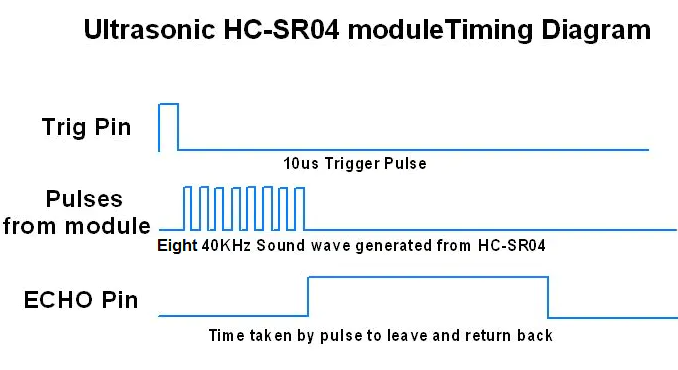 Ultrasonic HC-SR04 moduleTiming Diagram
Trig Pin
10us Trigger Pulse
Pulses
from module
Eight 40KHz Sound wave generated from HC-SR04
ECHO Pin
Time taken by pulse to leave and return back